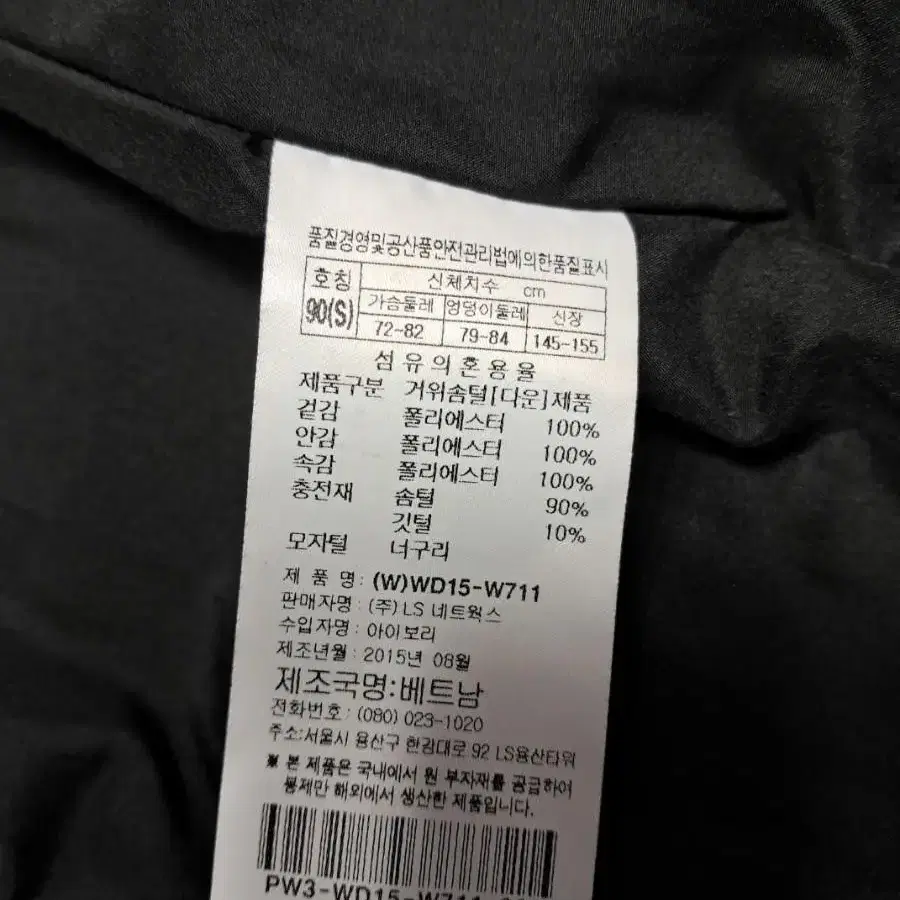 품질경영및공산품안전관리법에의한품질표시
호칭 신체치수 cm
가슴둘레 엉덩이둘레 신장
90(S) 72-82 79-84 145-155
섬유의혼용율
제품구분 거위솜털[다운]제품
겉감 폴리에스터 100%
안감 폴리에스터 100%
속감 폴리에스터 100%
충전재 솜털 90%
깃털 10%
모자털 너구리
제 품 명: (W)WD15-W711
판매자명: (주)LS 네트웍스
수입자명: 아이보리
제조년월: 2015년 08월
제조국명:베트남
전화번호: (080) 023-1020
주소:서울시 용산구 한강대로 92 LS용산타워
※ 본 제품은 국내에서 원 부자재를 공급하여
봉제만 해외에서 생산한 제품입니다.
PW3-WD15-W711